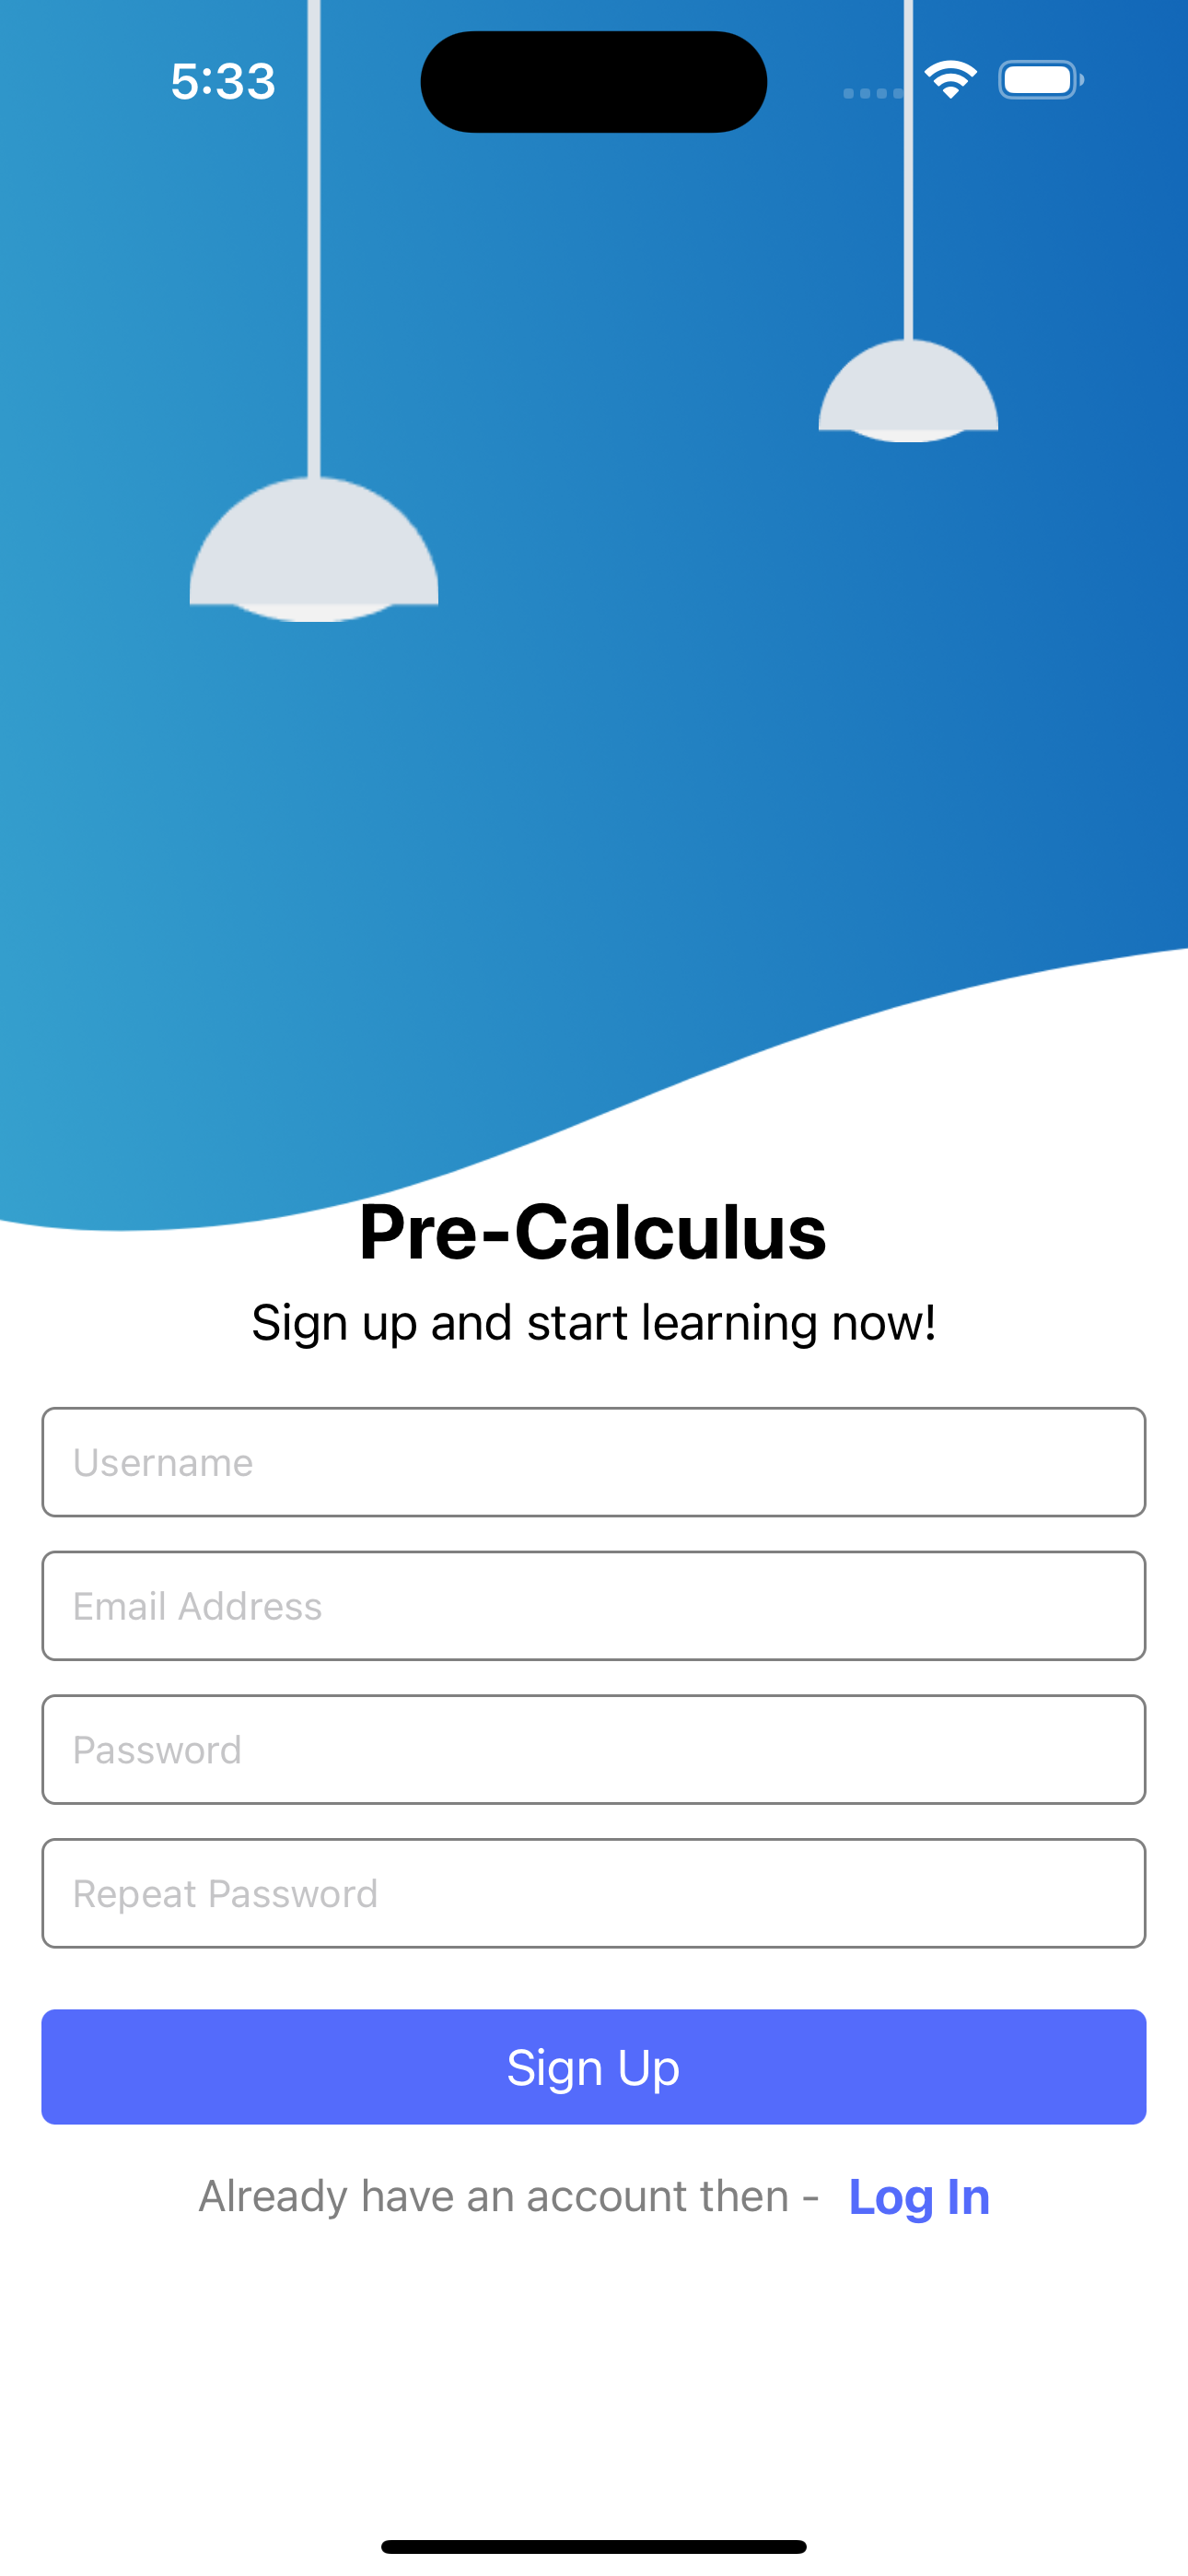 5:33
Pre-Calculus
Sign up and start learning now!
Username
Email Address
Password
Repeat Password
Sign Up
Already have an account then - Log In